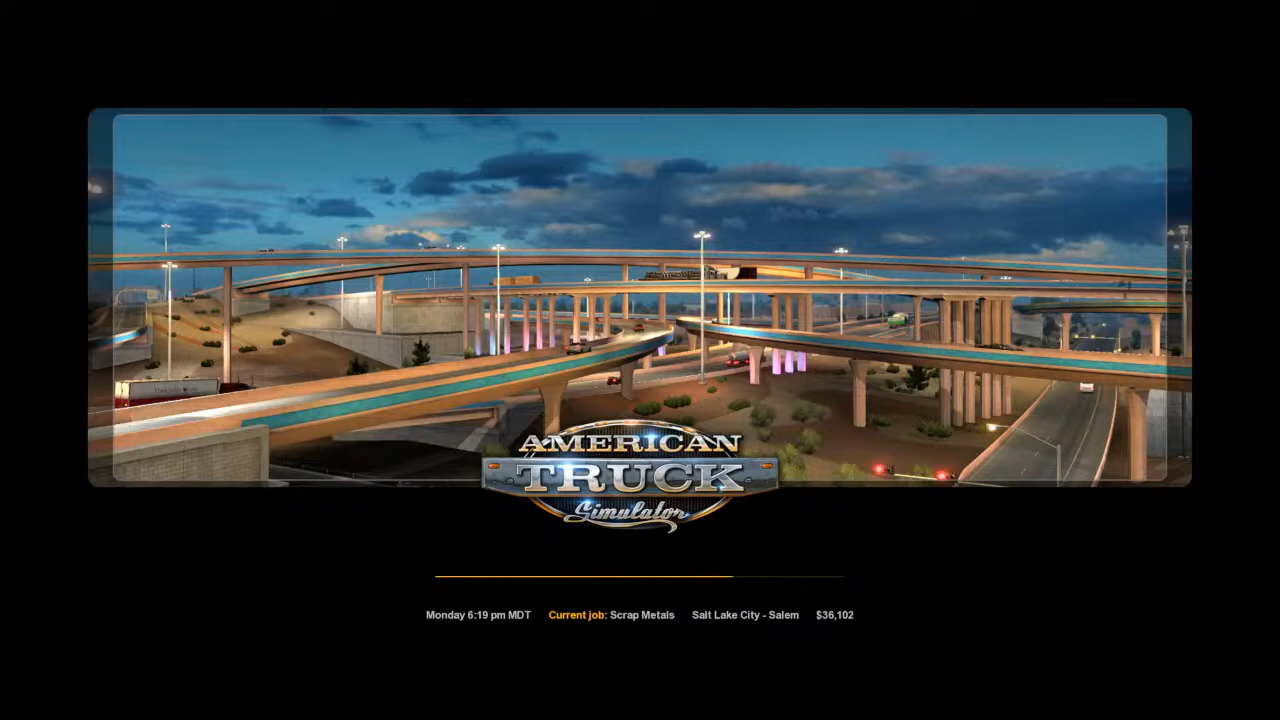 AMERICAN
TRUCK
Simulator
Monday 6:19 pm MDT Current job: Scrap Metals Salt Lake City - Salem $36,102